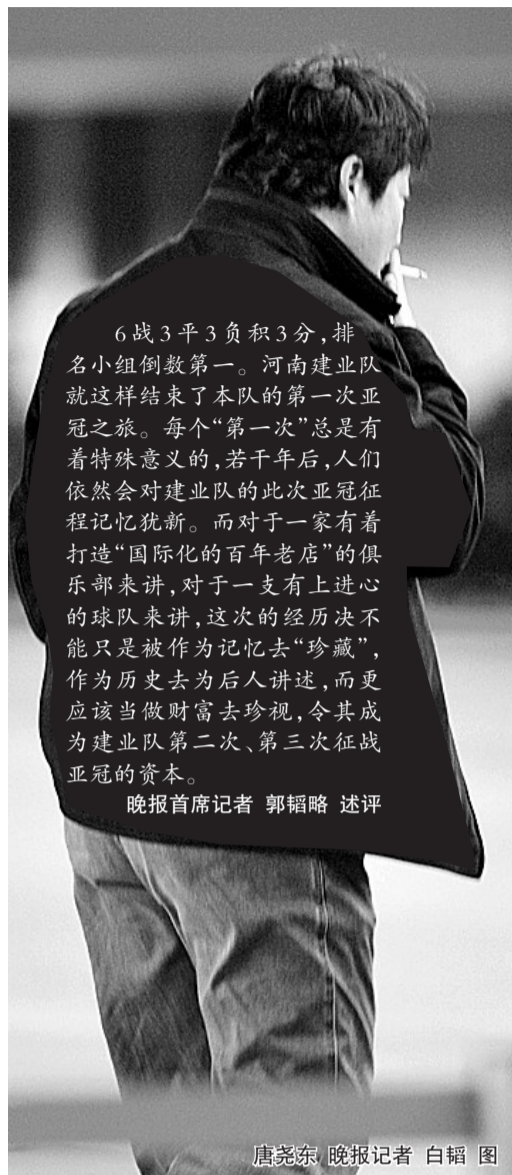 6战3平3负积3分,排
名小组倒数第一。河南建业队
就这样结束了本队的第一次亚
冠之旅。每个“第一次”总是有
着特殊意义的,若干年后,人们
依然会对建业队的此次亚冠征
程记忆犹新。而对于一家有着
打造“国际化的百年老店”的俱
乐部来讲,对于一支有上进心
的球队来讲,这次的经历决不
能只是被作为记忆去“珍藏”,
作为历史去为后人讲述,而更
应该当做财富去珍视,令其成
为建业队第二次、第三次征战
亚冠的资本。
晚报首席记者 郭韬略 述评
唐尧东 晚报记者 白韬 图